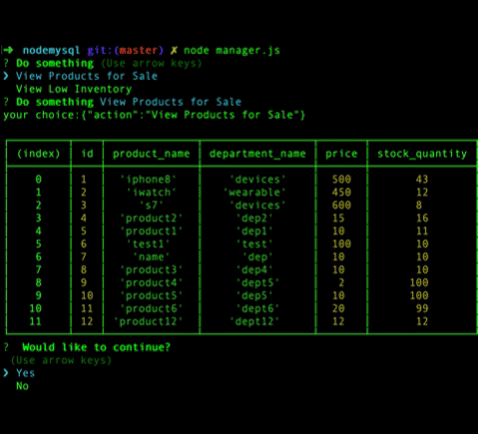 ➜ nodemysql git:(master) ✗ node manager.js
? Do something (Use arrow keys)
❯ View Products for Sale
View Low Inventory
? Do something View Products for Sale
your choice:{"action":"View Products for Sale"}
(index) id product_name department_name price stock_quantity
0 1 'iphone8' 'devices' 500 43
1 2 'iwatch' 'wearable' 450 12
2 3 's7' 'devices' 600 8
3 4 'product2' 'dep2' 15 16
4 5 'product1' 'dep1' 10 11
5 6 'test1' 'test' 100 10
6 7 'name' 'dep' 10 10
7 8 'product3' 'dep4' 10 10
8 9 'product4' 'dept5' 2 100
9 10 'product5' 'dep5' 10 100
10 11 'product6' 'dept6' 20 99
11 12 'product12' 'dept12' 12 12
? Would like to continue?
(Use arrow keys)
❯ Yes
No